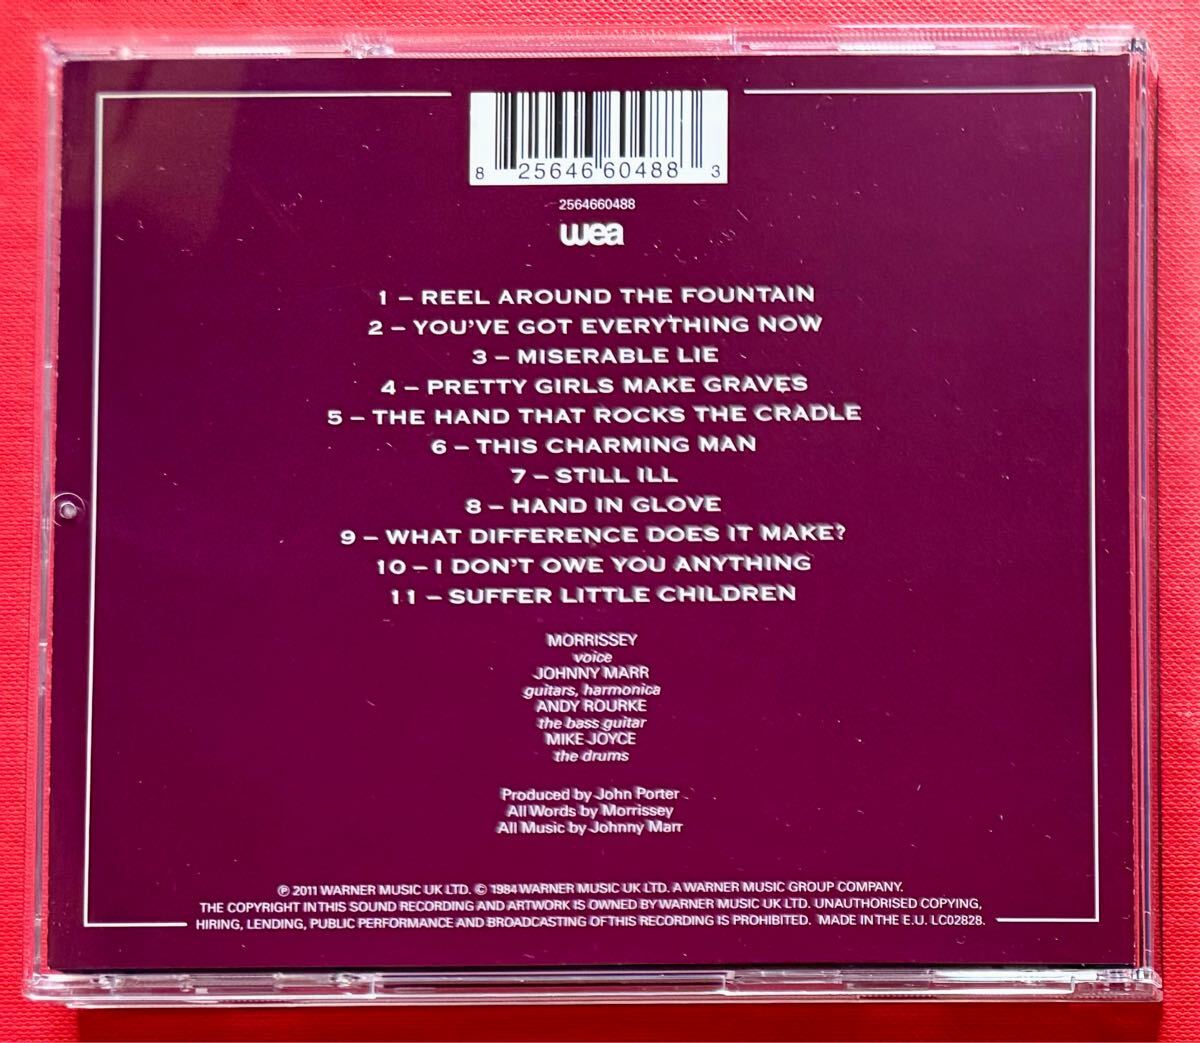 8 25646 60488 3
2564660488
wea
1 – REEL AROUND THE FOUNTAIN
2 – YOU'VE GOT EVERYTHING NOW
3 – MISERABLE LIE
4 – PRETTY GIRLS MAKE GRAVES
5 – THE HAND THAT ROCKS THE CRADLE
6 – THIS CHARMING MAN
7 – STILL ILL
8 – HAND IN GLOVE
9 – WHAT DIFFERENCE DOES IT MAKE?
10 – I DON'T OWE YOU ANYTHING
11 – SUFFER LITTLE CHILDREN
MORRISSEY
voice
JOHNNY MARR
guitars, harmonica
ANDY ROURKE
the bass guitar
MIKE JOYCE
the drums
Produced by John Porter
All Words by Morrissey
All Music by Johnny Marr
℗ 2011 WARNER MUSIC UK LTD. © 1984 WARNER MUSIC UK LTD. A WARNER MUSIC GROUP COMPANY.
THE COPYRIGHT IN THIS SOUND RECORDING AND ARTWORK IS OWNED BY WARNER MUSIC UK LTD. UNAUTHORISED COPYING,
HIRING, LENDING, PUBLIC PERFORMANCE AND BROADCASTING OF THIS RECORDING IS PROHIBITED. MADE IN THE E.U. LC02828.